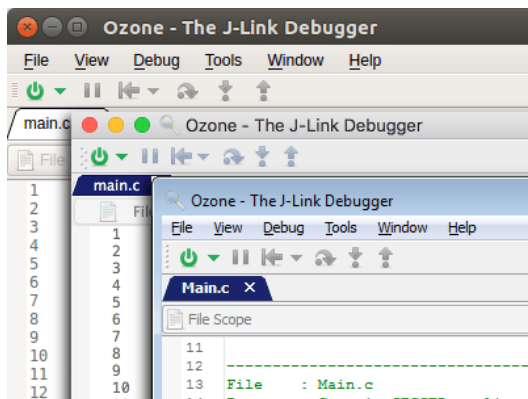 Ozone - The J-Link Debugger
File View Debug Tools Window Help
main.c
File
1
2
3
4
5
6
7
8
9
10
11
12
Ozone - The J-Link Debugger
main.c
File
1
2
3
4
5
6
7
8
9
10
Ozone - The J-Link Debugger
File View Debug Tools Window Help
Main.c X
File Scope
11
12 ----------------------------------
13 File : Main.c